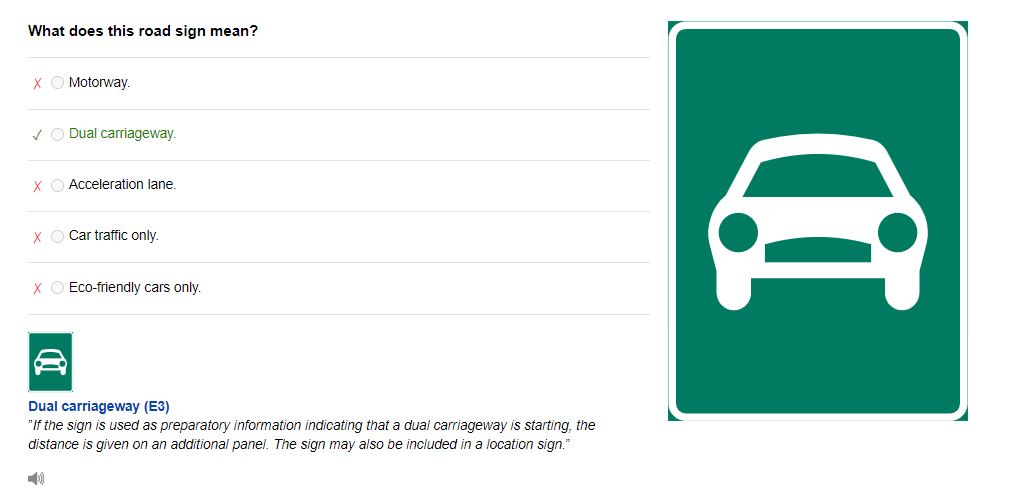 What does this road sign mean?
✗ Motorway.
✓ Dual carriageway.
✗ Acceleration lane.
✗ Car traffic only.
✗ Eco-friendly cars only.
Dual carriageway (E3)
"If the sign is used as preparatory information indicating that a dual carriageway is starting, the
distance is given on an additional panel. The sign may also be included in a location sign."